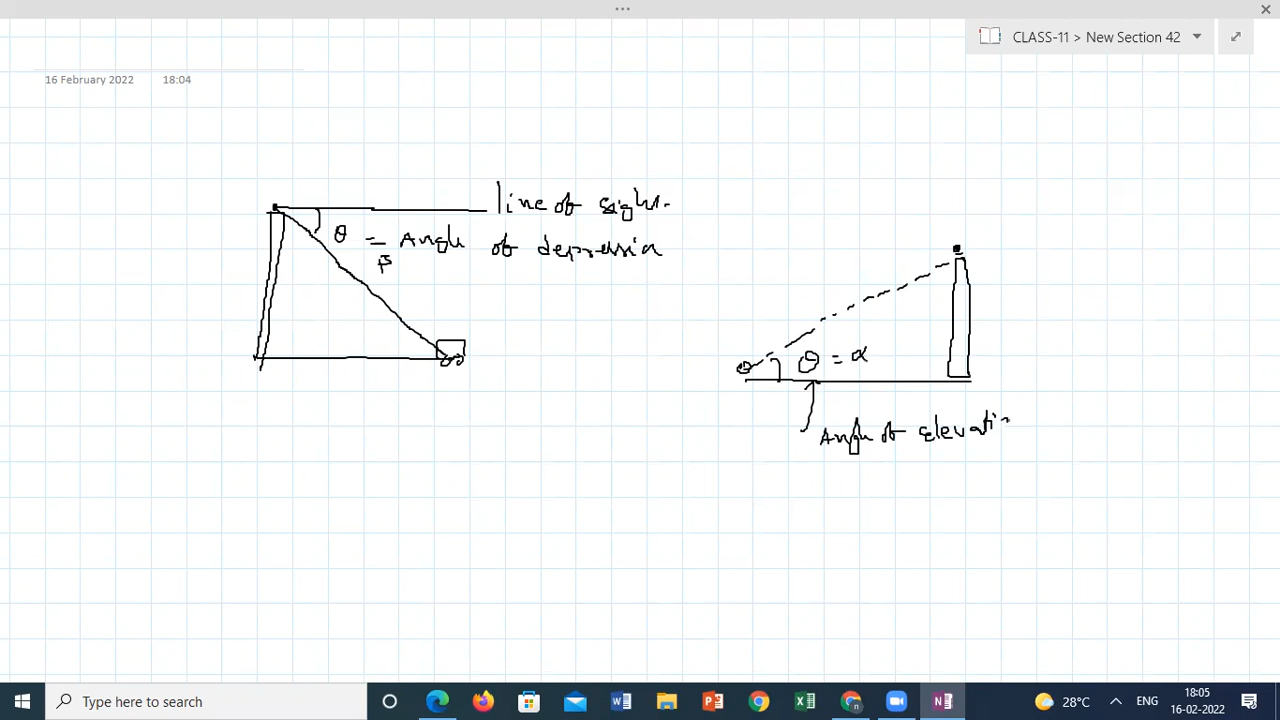 CLASS-11 > New Section 42
16 February 2022 18:04
line of sight.
θ = Angle of depression
β
θ = α
Angle of elevati
Type here to search
28°C
ENG
18:05
16-02-2022